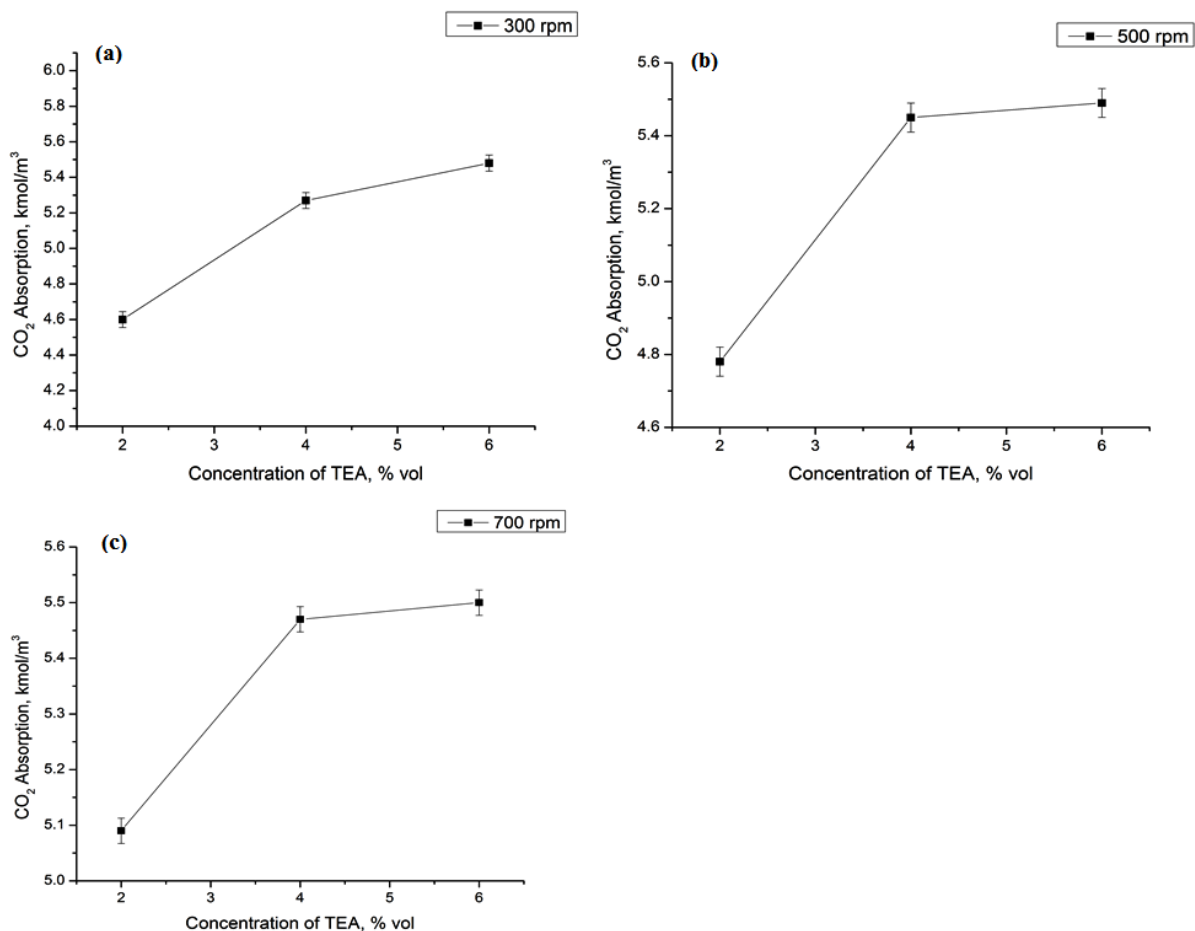 300 rpm
(a)
6.0
5.8
5.6
5.4
5.2
5.0
4.8
4.6
4.4
4.2
4.0
CO₂ Absorption, kmol/m³
2 3 4 5 6
Concentration of TEA, % vol
500 rpm
(b)
5.6
5.4
5.2
5.0
4.8
4.6
CO₂ Absorption, kmol/m³
2 3 4 5 6
Concentration of TEA, % vol
700 rpm
(c)
5.6
5.5
5.4
5.3
5.2
5.1
5.0
CO₂ Absorption, kmol/m³
2 3 4 5 6
Concentration of TEA, % vol